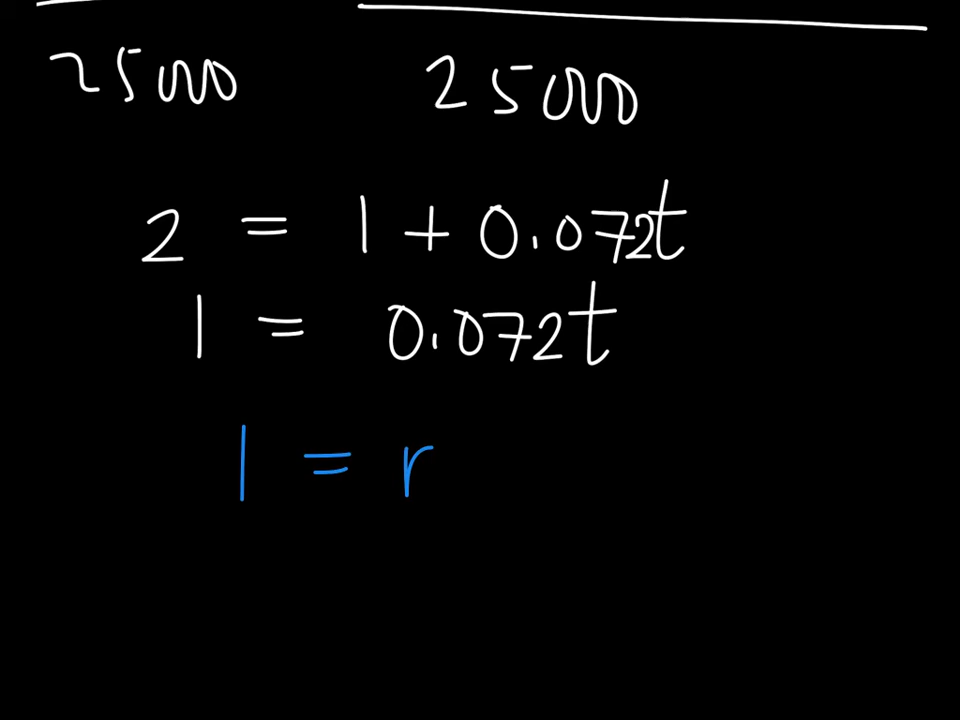 25000 25000
2 = 1 + 0.072t
1 = 0.072t
1 = r